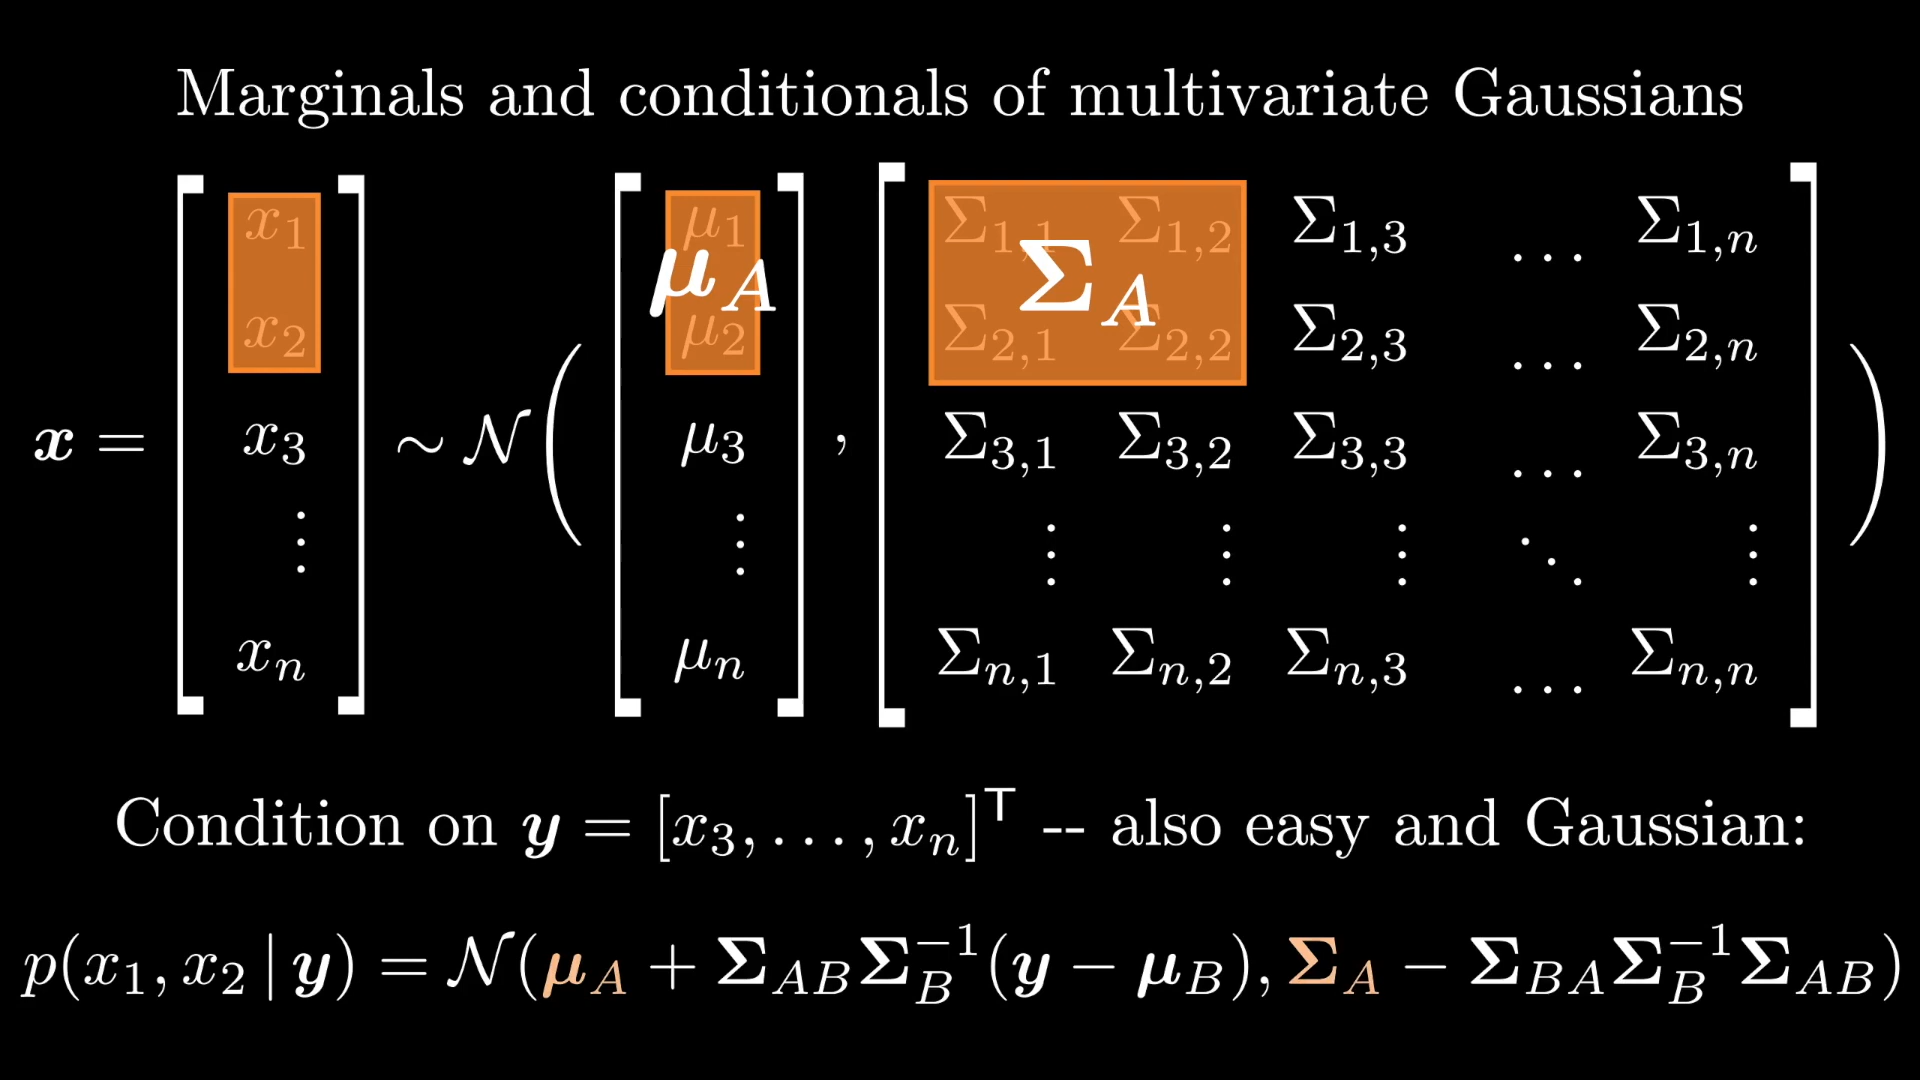 Marginals and conditionals of multivariate Gaussians
x₁ μ₁ Σ₁,₁ Σ₁,₂ Σ₁,₃ … Σ₁,ₙ
μ_A Σ_A
x₂ μ₂ Σ₂,₁ Σ₂,₂ Σ₂,₃ … Σ₂,ₙ
𝒙 = x₃ ∼ 𝒩( μ₃ , Σ₃,₁ Σ₃,₂ Σ₃,₃ … Σ₃,ₙ )
⋮ ⋮ ⋮ ⋮ ⋮ ⋱ ⋮
xₙ μₙ Σₙ,₁ Σₙ,₂ Σₙ,₃ … Σₙ,ₙ
Condition on 𝒚 = [x₃, …, xₙ]ᵀ -- also easy and Gaussian:
p(x₁, x₂ | 𝒚) = 𝒩(μ_A + Σ_AB Σ_B⁻¹(𝒚 − μ_B), Σ_A − Σ_BA Σ_B⁻¹ Σ_AB)